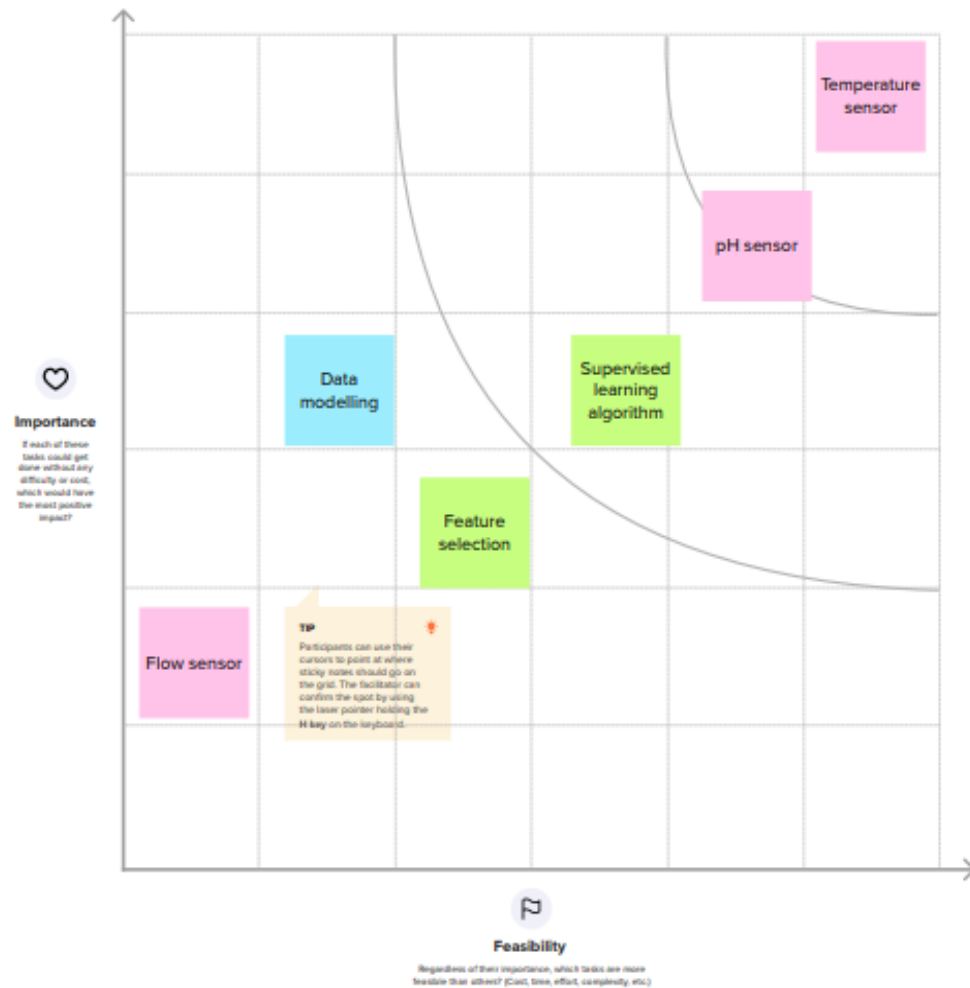 Temperature
sensor
pH sensor
Data
modelling
Supervised
learning
algorithm
Importance
If each of these
tasks could get
done without any
difficulty or cost,
which would have
the most positive
impact?
Feature
selection
Flow sensor
TIP
Participants can use their
cursors to point at where
sticky notes should go on
the grid. The facilitator can
confirm the spot by using
the laser pointer holding the
H key on the keyboard.
Feasibility
Regardless of their importance, which tasks are more
feasible than others? (Cost, time, effort, complexity, etc.)